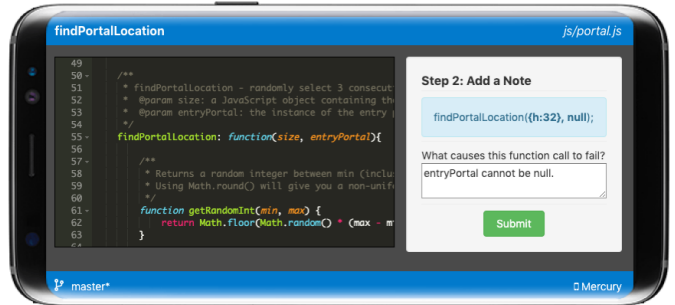 findPortalLocation js/portal.js
49
50 /**
51 * findPortalLocation - randomly select 3 consecut
52 * @param size: a JavaScript object containing the
53 * @param entryPortal: the instance of the entry
54 */
55 findPortalLocation: function(size, entryPortal){
56
57 /**
58 * Returns a random integer between min (inclu
59 * Using Math.round() will give you a non-unif
60 */
61 function getRandomInt(min, max) {
62 return Math.floor(Math.random() * (max - m
63 }
64
Step 2: Add a Note
findPortalLocation({h:32}, null);
What causes this function call to fail?
entryPortal cannot be null.
Submit
master* Mercury